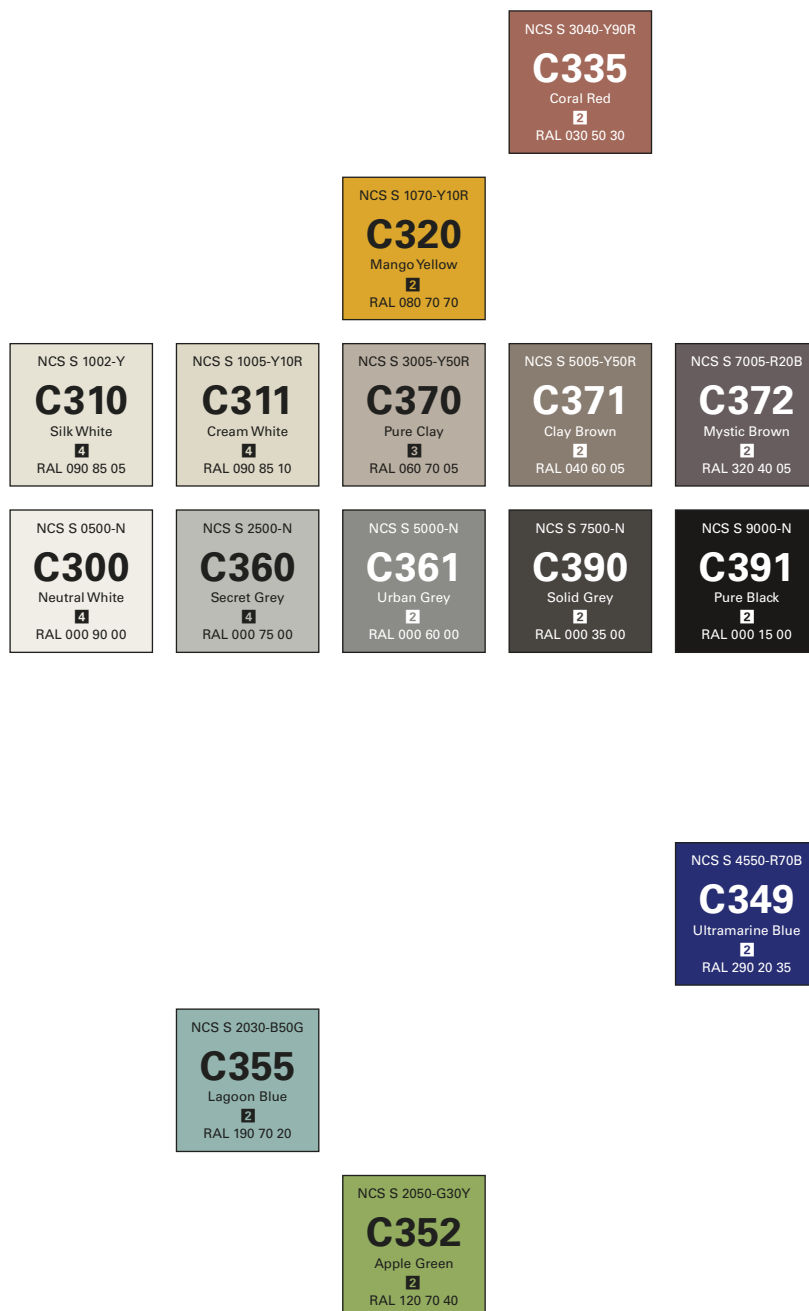 NCS S 3040-Y90R
C335
Coral Red
2
RAL 030 50 30
NCS S 1070-Y10R
C320
Mango Yellow
2
RAL 080 70 70
NCS S 1002-Y
C310
Silk White
4
RAL 090 85 05
NCS S 1005-Y10R
C311
Cream White
4
RAL 090 85 10
NCS S 3005-Y50R
C370
Pure Clay
3
RAL 060 70 05
NCS S 5005-Y50R
C371
Clay Brown
2
RAL 040 60 05
NCS S 7005-R20B
C372
Mystic Brown
2
RAL 320 40 05
NCS S 0500-N
C300
Neutral White
4
RAL 000 90 00
NCS S 2500-N
C360
Secret Grey
4
RAL 000 75 00
NCS S 5000-N
C361
Urban Grey
2
RAL 000 60 00
NCS S 7500-N
C390
Solid Grey
2
RAL 000 35 00
NCS S 9000-N
C391
Pure Black
2
RAL 000 15 00
NCS S 4550-R70B
C349
Ultramarine Blue
2
RAL 290 20 35
NCS S 2030-B50G
C355
Lagoon Blue
2
RAL 190 70 20
NCS S 2050-G30Y
C352
Apple Green
2
RAL 120 70 40